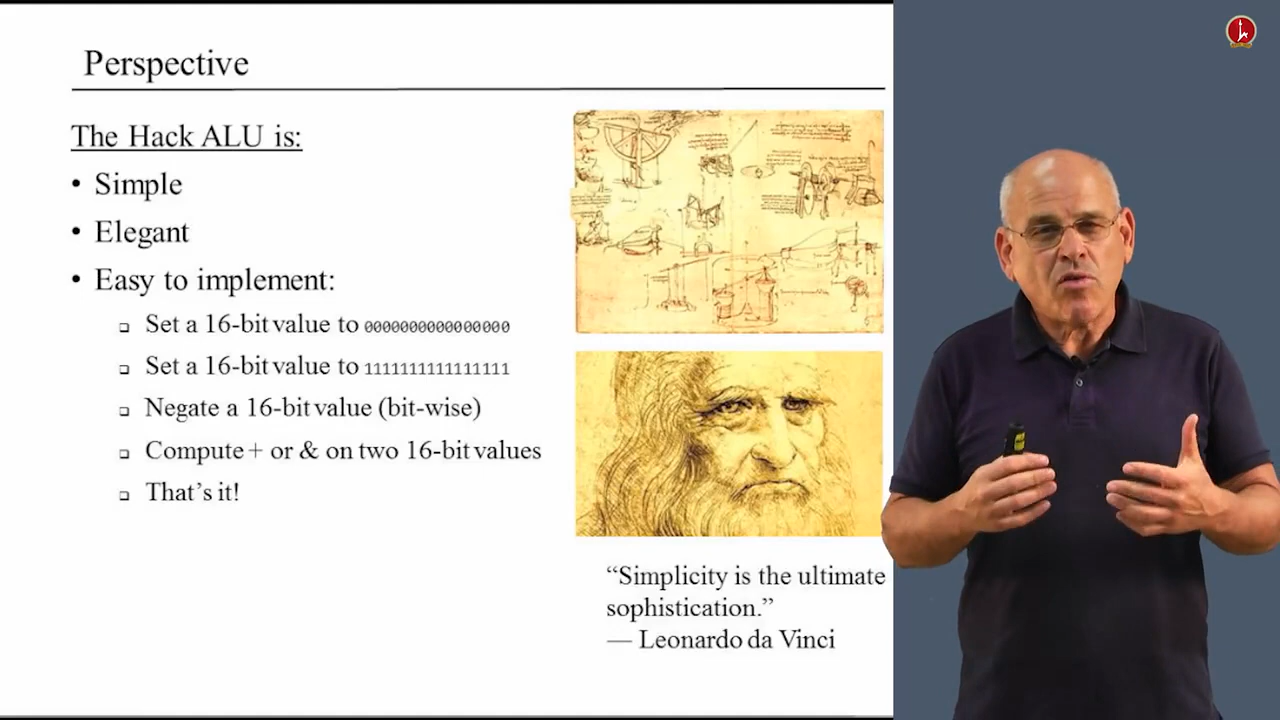 Perspective
The Hack ALU is:
• Simple
• Elegant
• Easy to implement:
❑ Set a 16-bit value to 0000000000000000
❑ Set a 16-bit value to 1111111111111111
❑ Negate a 16-bit value (bit-wise)
❑ Compute + or & on two 16-bit values
❑ That's it!
“Simplicity is the ultimate
sophistication.”
— Leonardo da Vinci